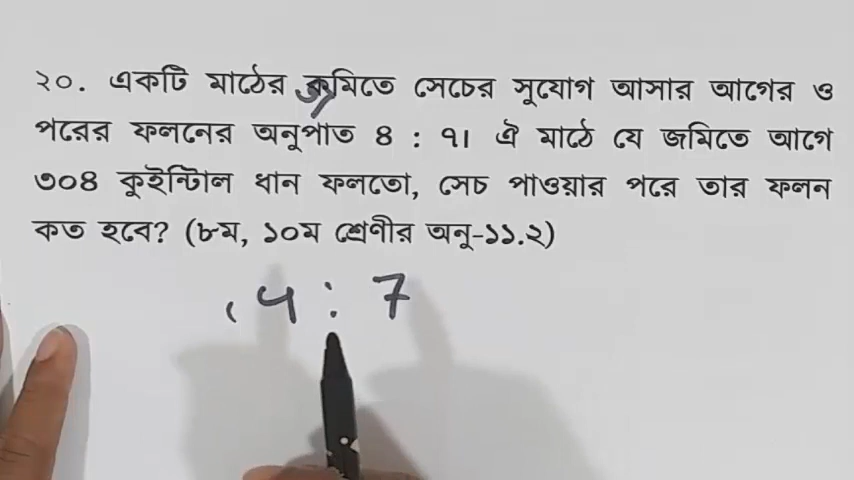 ২০. একটি মাঠের জমিতে সেচের সুযোগ আসার আগের ও
পরের ফলনের অনুপাত ৪ : ৭। ঐ মাঠে যে জমিতে আগে
৩০৪ কুইন্টাল ধান ফলতো, সেচ পাওয়ার পরে তার ফলন
কত হবে? (৮ম, ১০ম শ্রেণীর অনু-১১.২)
4 : 7